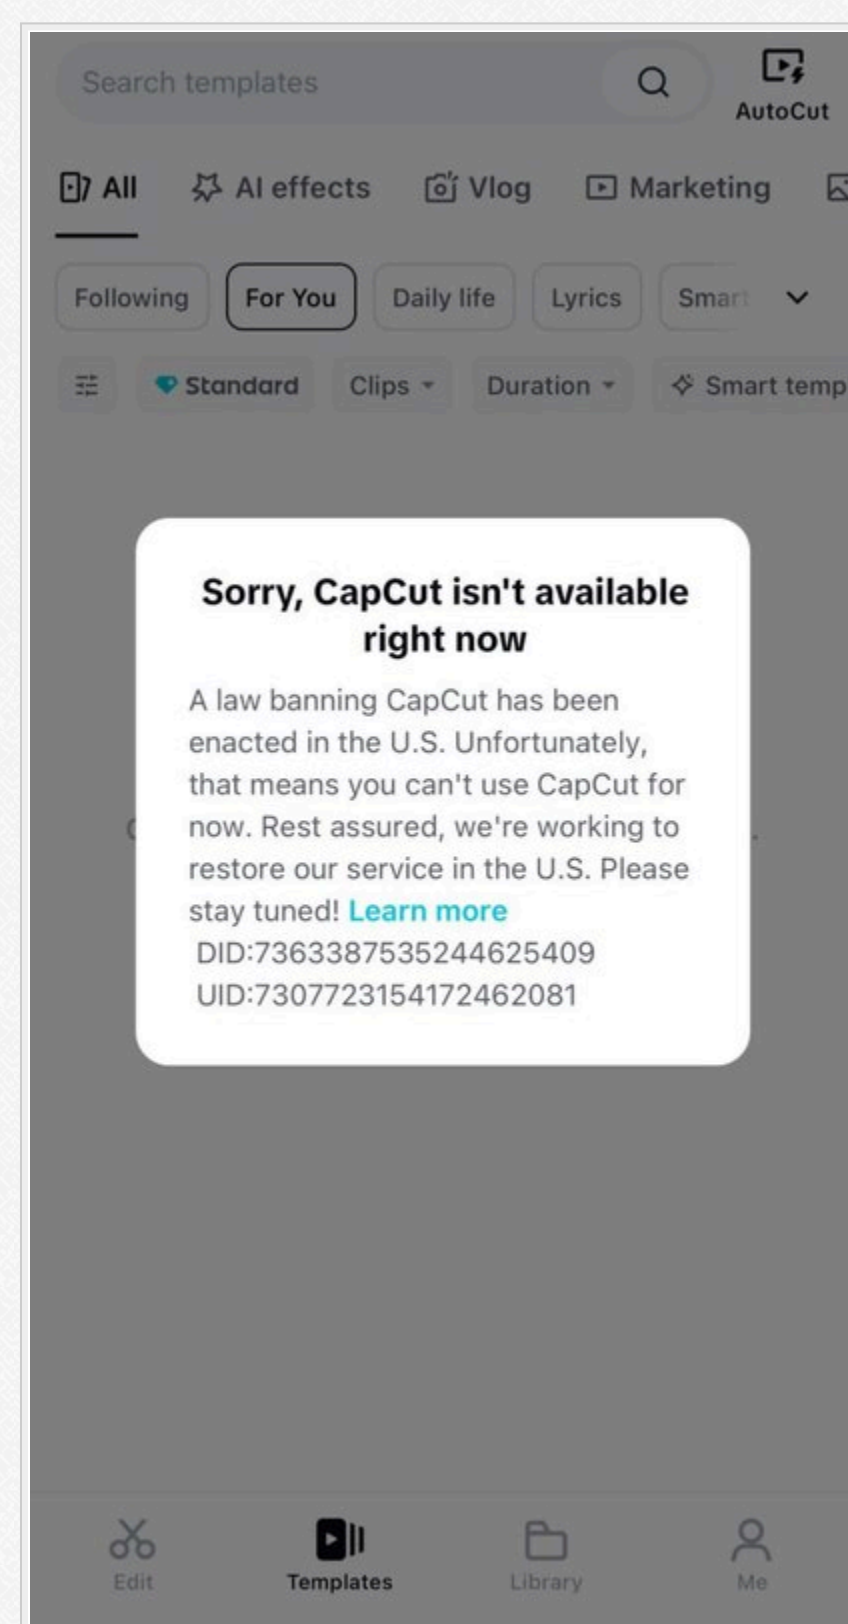 Search templates
AutoCut
All AI effects Vlog Marketing
Following For You Daily life Lyrics Smart
Standard Clips Duration Smart temp
Sorry, CapCut isn't available
right now
A law banning CapCut has been
enacted in the U.S. Unfortunately,
that means you can't use CapCut for
now. Rest assured, we're working to
restore our service in the U.S. Please
stay tuned! Learn more
DID:7363387535244625409
UID:7307723154172462081
Edit Templates Library Me